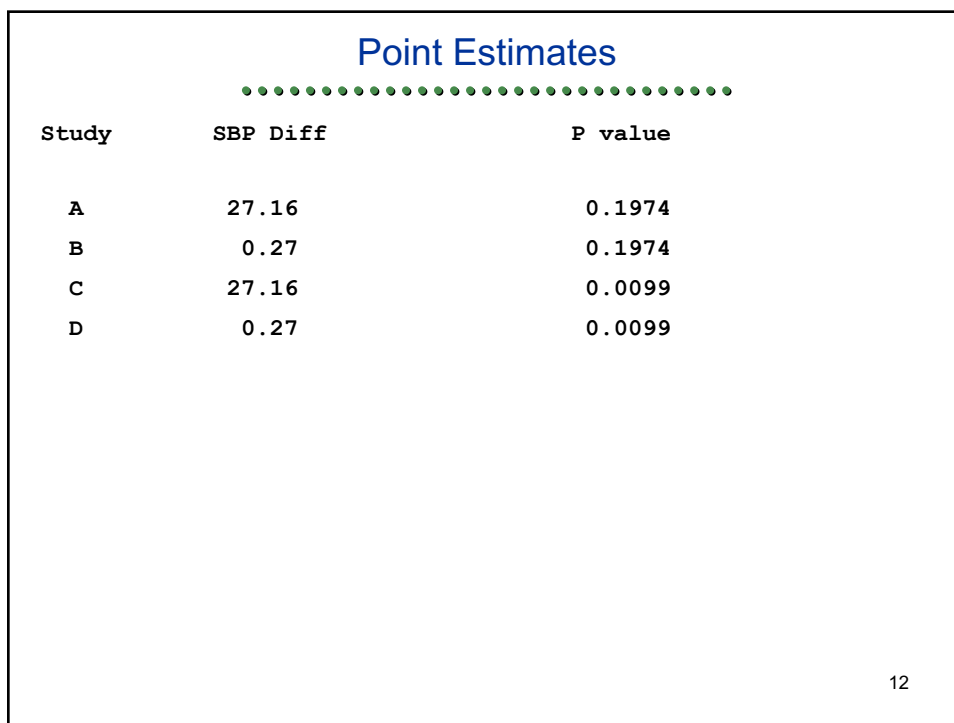 Point Estimates
Study SBP Diff P value
A 27.16 0.1974
B 0.27 0.1974
C 27.16 0.0099
D 0.27 0.0099
12